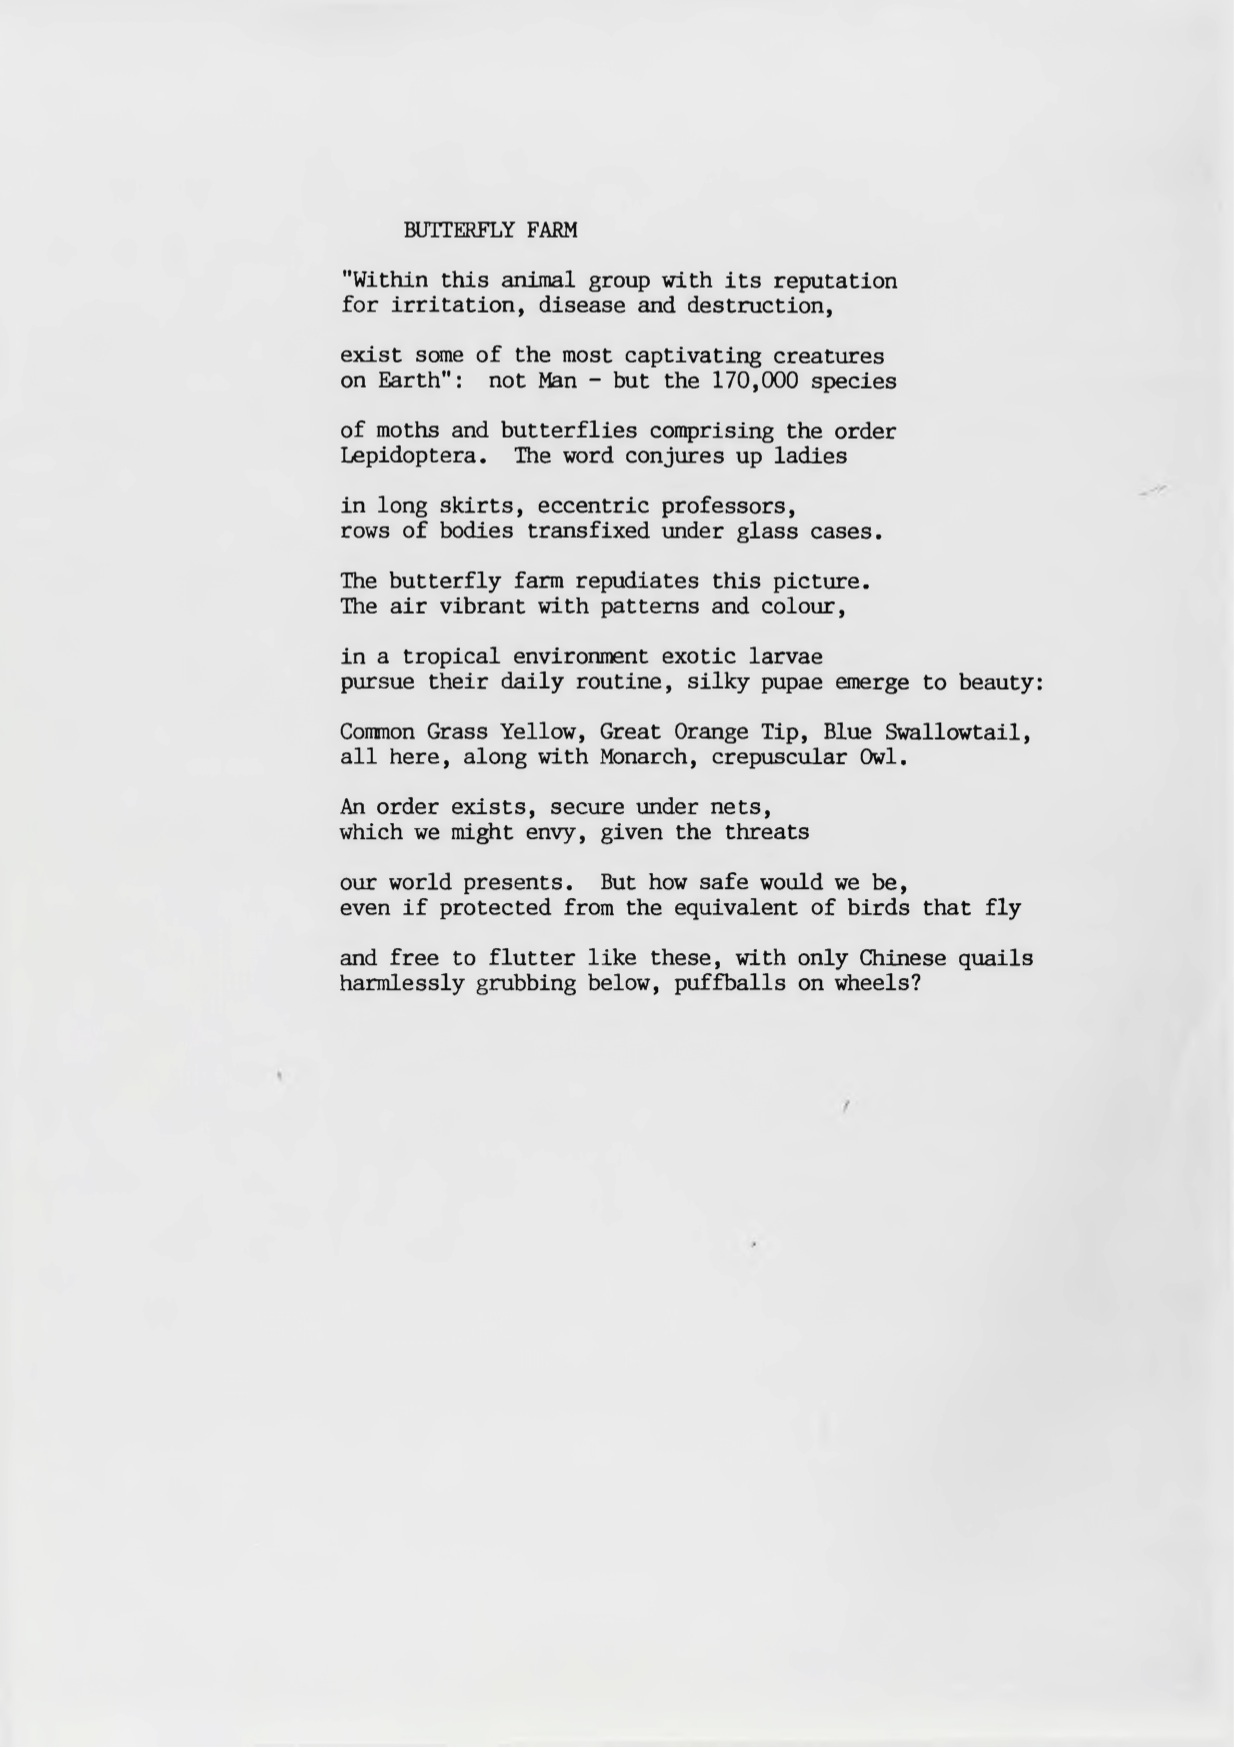 BUTTERFLY FARM
"Within this animal group with its reputation
for irritation, disease and destruction,
exist some of the most captivating creatures
on Earth":  not Man - but the 170,000 species
of moths and butterflies comprising the order
Lepidoptera.  The word conjures up ladies
in long skirts, eccentric professors,
rows of bodies transfixed under glass cases.
The butterfly farm repudiates this picture.
The air vibrant with patterns and colour,
in a tropical environment exotic larvae
pursue their daily routine, silky pupae emerge to beauty:
Common Grass Yellow, Great Orange Tip, Blue Swallowtail,
all here, along with Monarch, crepuscular Owl.
An order exists, secure under nets,
which we might envy, given the threats
our world presents.  But how safe would we be,
even if protected from the equivalent of birds that fly
and free to flutter like these, with only Chinese quails
harmlessly grubbing below, puffballs on wheels?